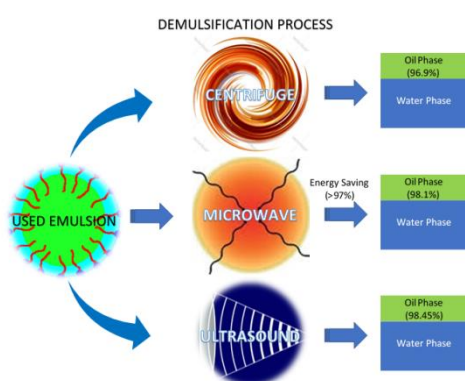 DEMULSIFICATION PROCESS
CENTRIFUGE
Oil Phase
(96.9%)
Water Phase
USED EMULSION
MICROWAVE
Energy Saving
(>97%)
Oil Phase
(98.1%)
Water Phase
ULTRASOUND
Oil Phase
(98.45%)
Water Phase